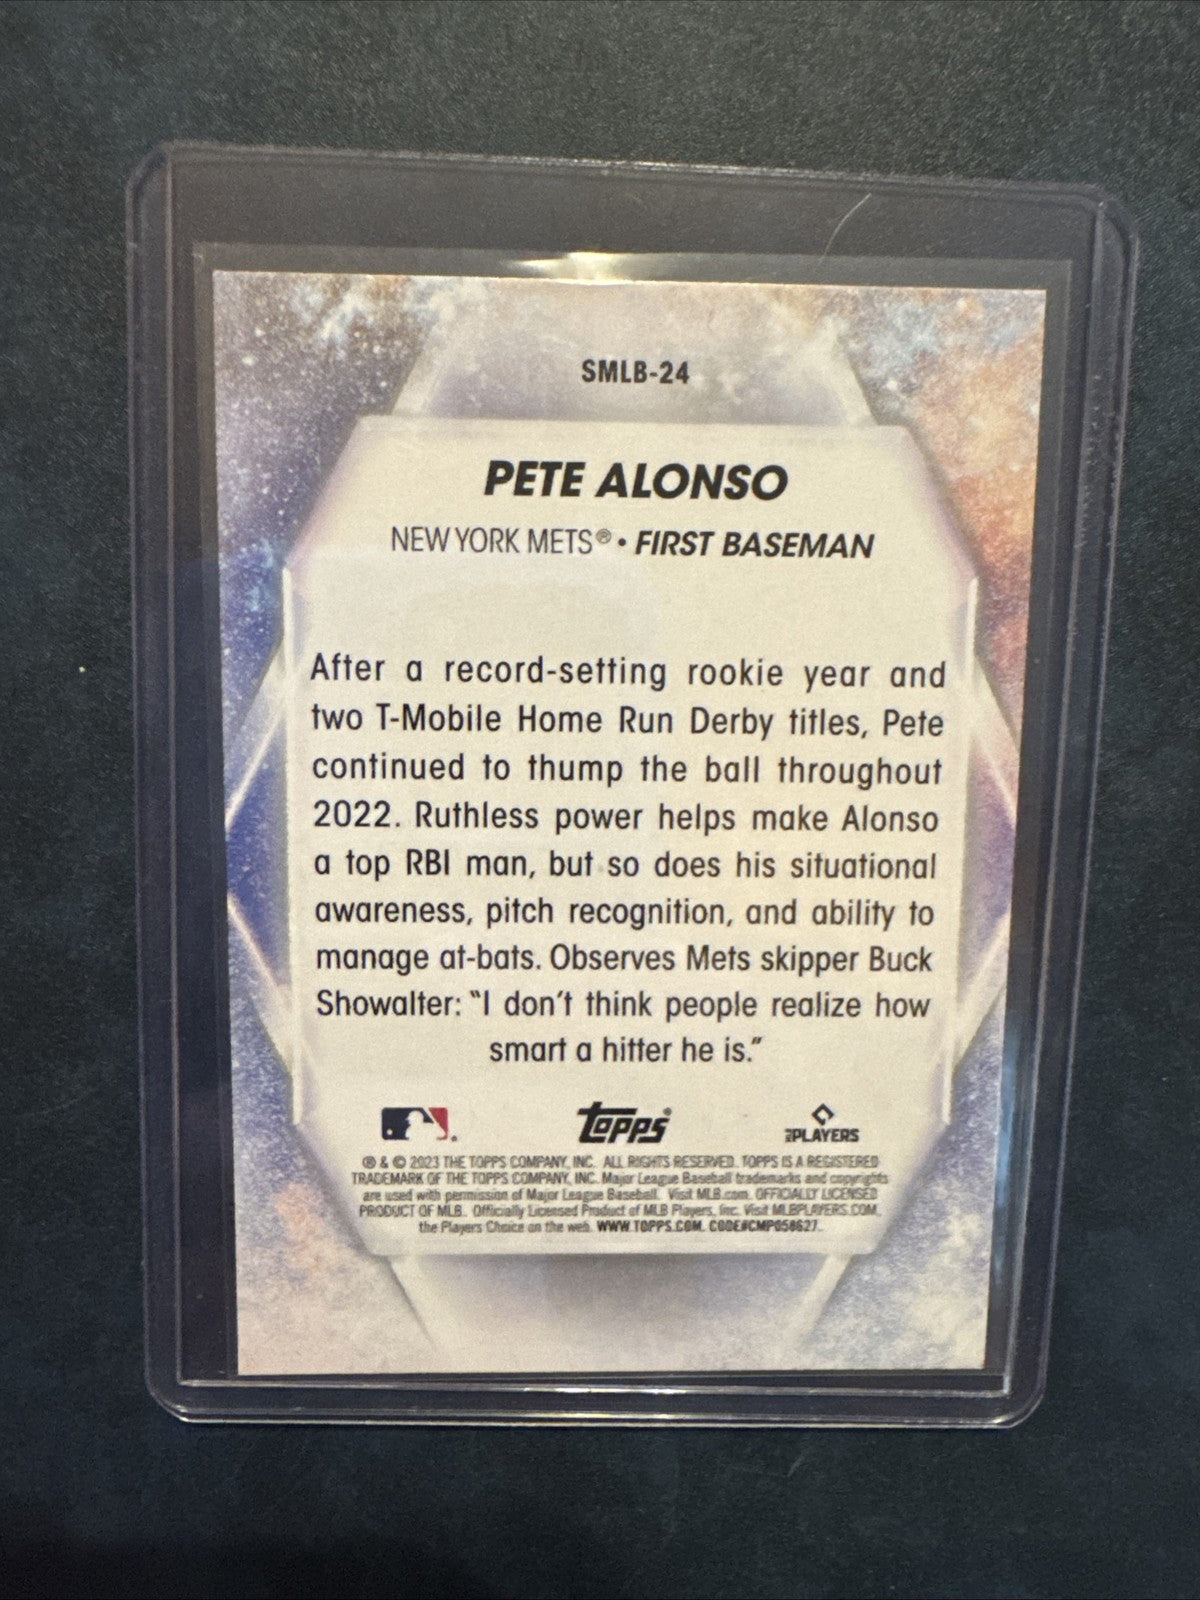 SMLB-24
PETE ALONSO
NEW YORK METS® • FIRST BASEMAN
After a record-setting rookie year and
two T-Mobile Home Run Derby titles, Pete
continued to thump the ball throughout
2022. Ruthless power helps make Alonso
a top RBI man, but so does his situational
awareness, pitch recognition, and ability to
manage at-bats. Observes Mets skipper Buck
Showalter: “I don’t think people realize how
smart a hitter he is.”
topps®
MLB PLAYERS
® & © 2023 THE TOPPS COMPANY, INC. ALL RIGHTS RESERVED. TOPPS IS A REGISTERED
TRADEMARK OF THE TOPPS COMPANY, INC. Major League Baseball trademarks and copyrights
are used with permission of Major League Baseball. Visit MLB.com. OFFICIALLY LICENSED
PRODUCT OF MLB. Officially Licensed Product of MLB Players, Inc. Visit MLBPLAYERS.COM,
the Players Choice on the web. WWW.TOPPS.COM. CODE#CMP058627.